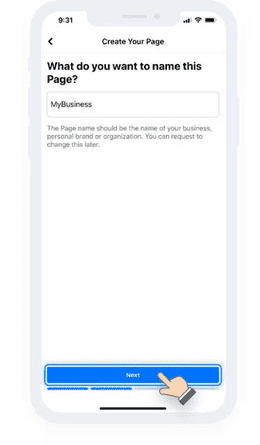 9:31
Create Your Page
What do you want to name this
Page?
MyBusiness
The Page name should be the name of your business,
personal brand or organization. You can request to
change this later.
Next